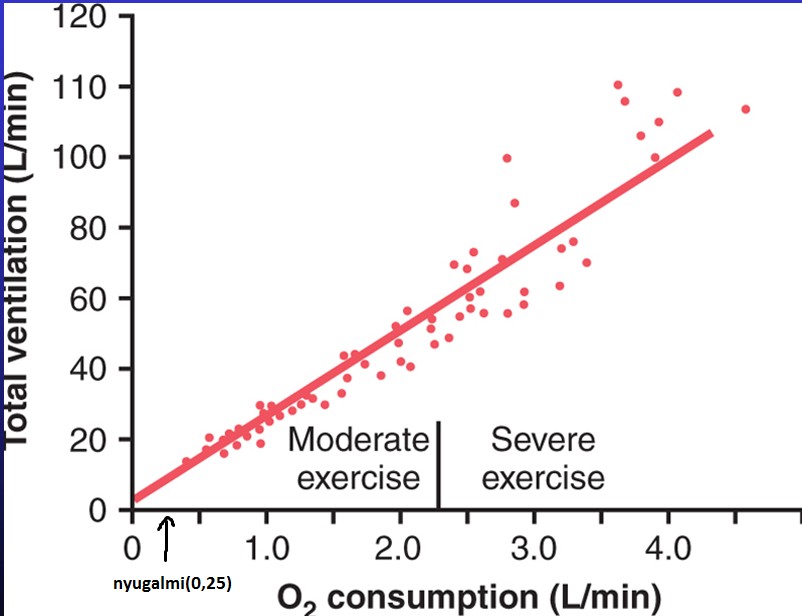 120
110
100
80
60
40
20
0
Total ventilation (L/min)
Moderate
exercise
Severe
exercise
0 1.0 2.0 3.0 4.0
nyugalmi(0,25)
O₂ consumption (L/min)